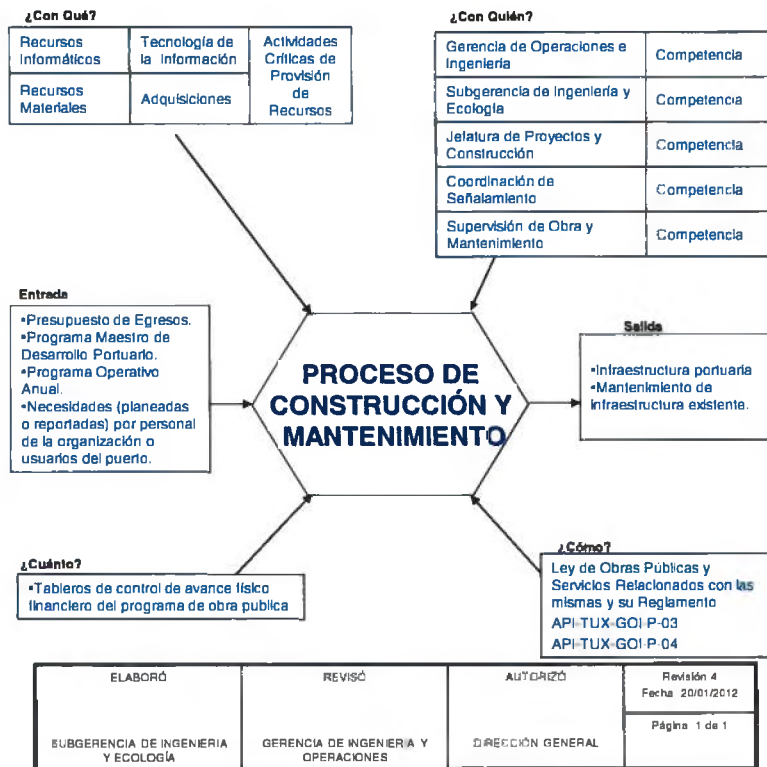 ¿Con Qué?
Recursos
Informáticos
Tecnología de
la Información
Actividades
Críticas de
Provisión
de
Recursos
Recursos
Materiales
Adquisiciones
¿Con Quién?
Gerencia de Operaciones e
Ingeniería
Competencia
Subgerencia de Ingeniería y
Ecología
Competencia
Jefatura de Proyectos y
Construcción
Competencia
Coordinación de
Señalamiento
Competencia
Supervisión de Obra y
Mantenimiento
Competencia
Entrada
•Presupuesto de Egresos.
•Programa Maestro de
Desarrollo Portuario.
•Programa Operativo
Anual.
•Necesidades (planeadas
o reportadas) por personal
de la organización o
usuarios del puerto.
PROCESO DE
CONSTRUCCIÓN Y
MANTENIMIENTO
Salida
•Infraestructura portuaria
•Mantenimiento de
infraestructura existente.
¿Cuánto?
•Tableros de control de avance físico
financiero del programa de obra publica
¿Cómo?
Ley de Obras Públicas y
Servicios Relacionados con las
mismas y su Reglamento
API-TUX-GOI-P-03
API-TUX-GOI-P-04
ELABORÓ
SUBGERENCIA DE INGENIERIA
Y ECOLOGÍA
REVISÓ
GERENCIA DE INGENIERIA Y
OPERACIONES
AUTORIZÓ
DIRECCIÓN GENERAL
Revisión 4
Fecha 20/01/2012
Página 1 de 1